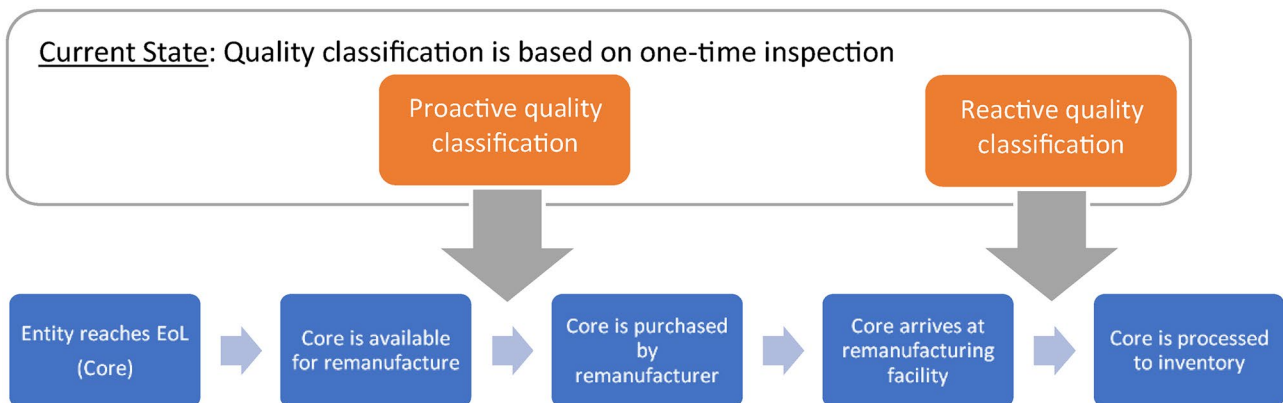 Current State: Quality classification is based on one-time inspection
Proactive quality
classification
Reactive quality
classification
Entity reaches EoL
(Core)
Core is available
for remanufacture
Core is purchased
by
remanufacturer
Core arrives at
remanufacturing
facility
Core is processed
to inventory